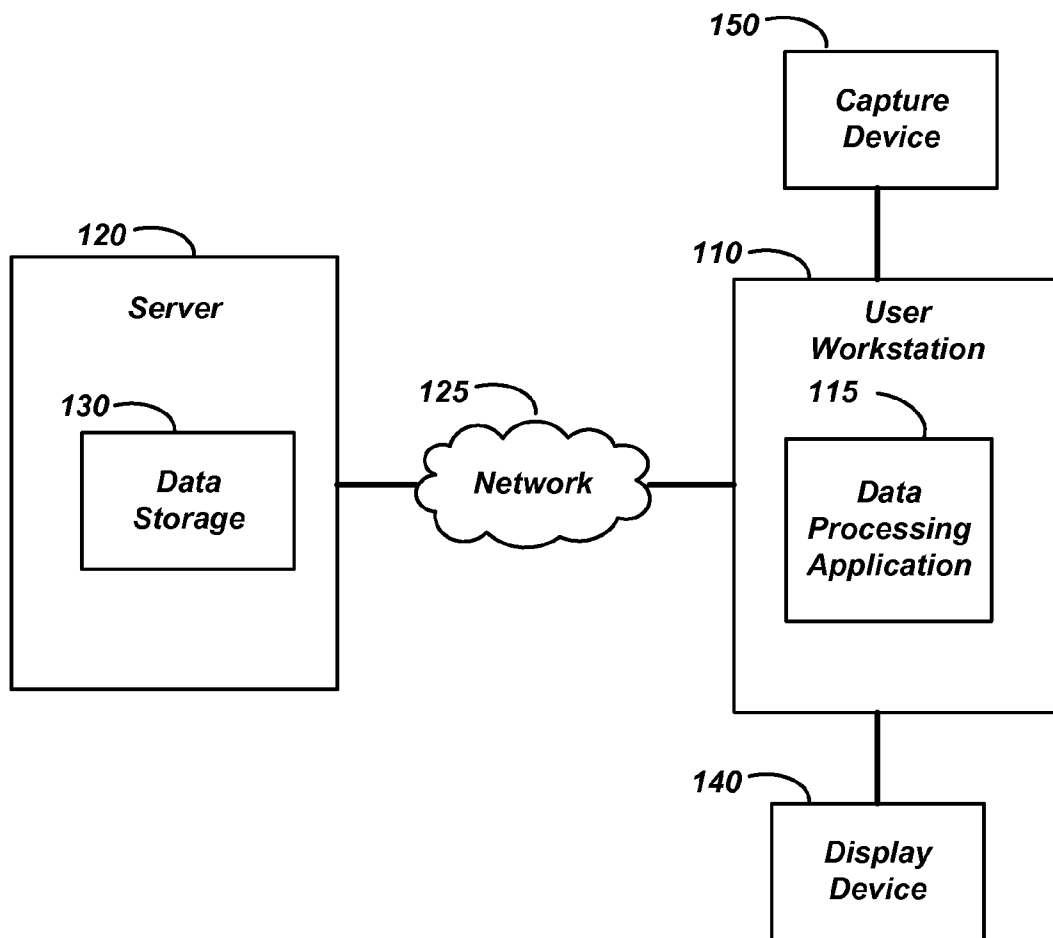 150
Capture
Device
120
Server
110
User
Workstation
130
Data
Storage
125
Network
115
Data
Processing
Application
140
Display
Device